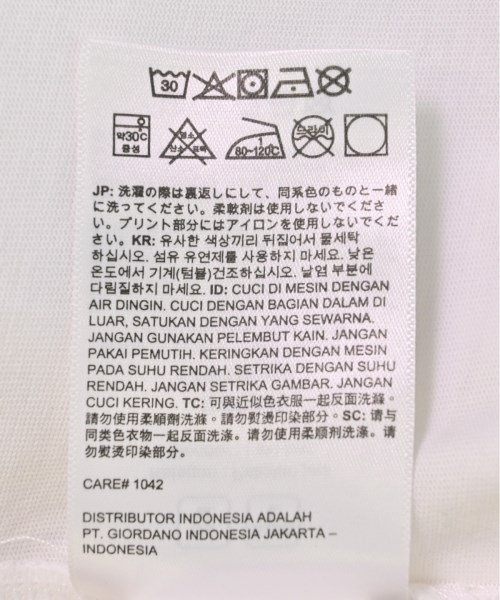 30
약30℃
중성
염소
산소 표백
80~120℃
드라이
JP: 洗濯の際は裏返しにして、同系色のものと一緒
に洗ってください。柔軟剤は使用しないでくださ
い。プリント部分にはアイロンを使用しないでくだ
さい。KR: 유사한 색상끼리 뒤집어서 물세탁
하십시오. 섬유 유연제를 사용하지 마세요. 낮은
온도에서 기계(텀블)건조하십시오. 날염 부분에
다림질하지 마세요. ID: CUCI DI MESIN DENGAN
AIR DINGIN. CUCI DENGAN BAGIAN DALAM DI
LUAR, SATUKAN DENGAN YANG SEWARNA.
JANGAN GUNAKAN PELEMBUT KAIN. JANGAN
PAKAI PEMUTIH. KERINGKAN DENGAN MESIN
PADA SUHU RENDAH. SETRIKA DENGAN SUHU
RENDAH. JANGAN SETRIKA GAMBAR. JANGAN
CUCI KERING. TC: 可與近似色衣服一起反面洗滌。
請勿使用柔順劑洗滌。請勿熨燙印染部分。SC: 请与
同类色衣物一起反面洗涤。请勿使用柔顺剂洗涤。请
勿熨烫印染部分。
CARE# 1042
DISTRIBUTOR INDONESIA ADALAH
PT. GIORDANO INDONESIA JAKARTA –
INDONESIA